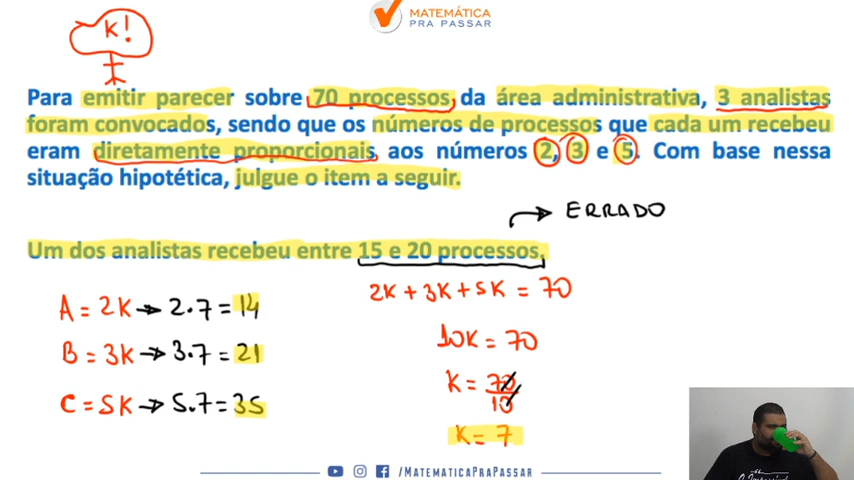 MATEMÁTICA
PRA PASSAR
K!
Para emitir parecer sobre 70 processos, da área administrativa, 3 analistas
foram convocados, sendo que os números de processos que cada um recebeu
eram diretamente proporcionais aos números 2, 3 e 5. Com base nessa
situação hipotética, julgue o item a seguir.
ERRADO
Um dos analistas recebeu entre 15 e 20 processos.
2K + 3K + 5K = 70
A = 2K → 2.7 = 14
10K = 70
B = 3K → 3.7 = 21
K = 70/10
C = 5K → 5.7 = 35
K = 7
/MATEMATICAPRAPASSAR